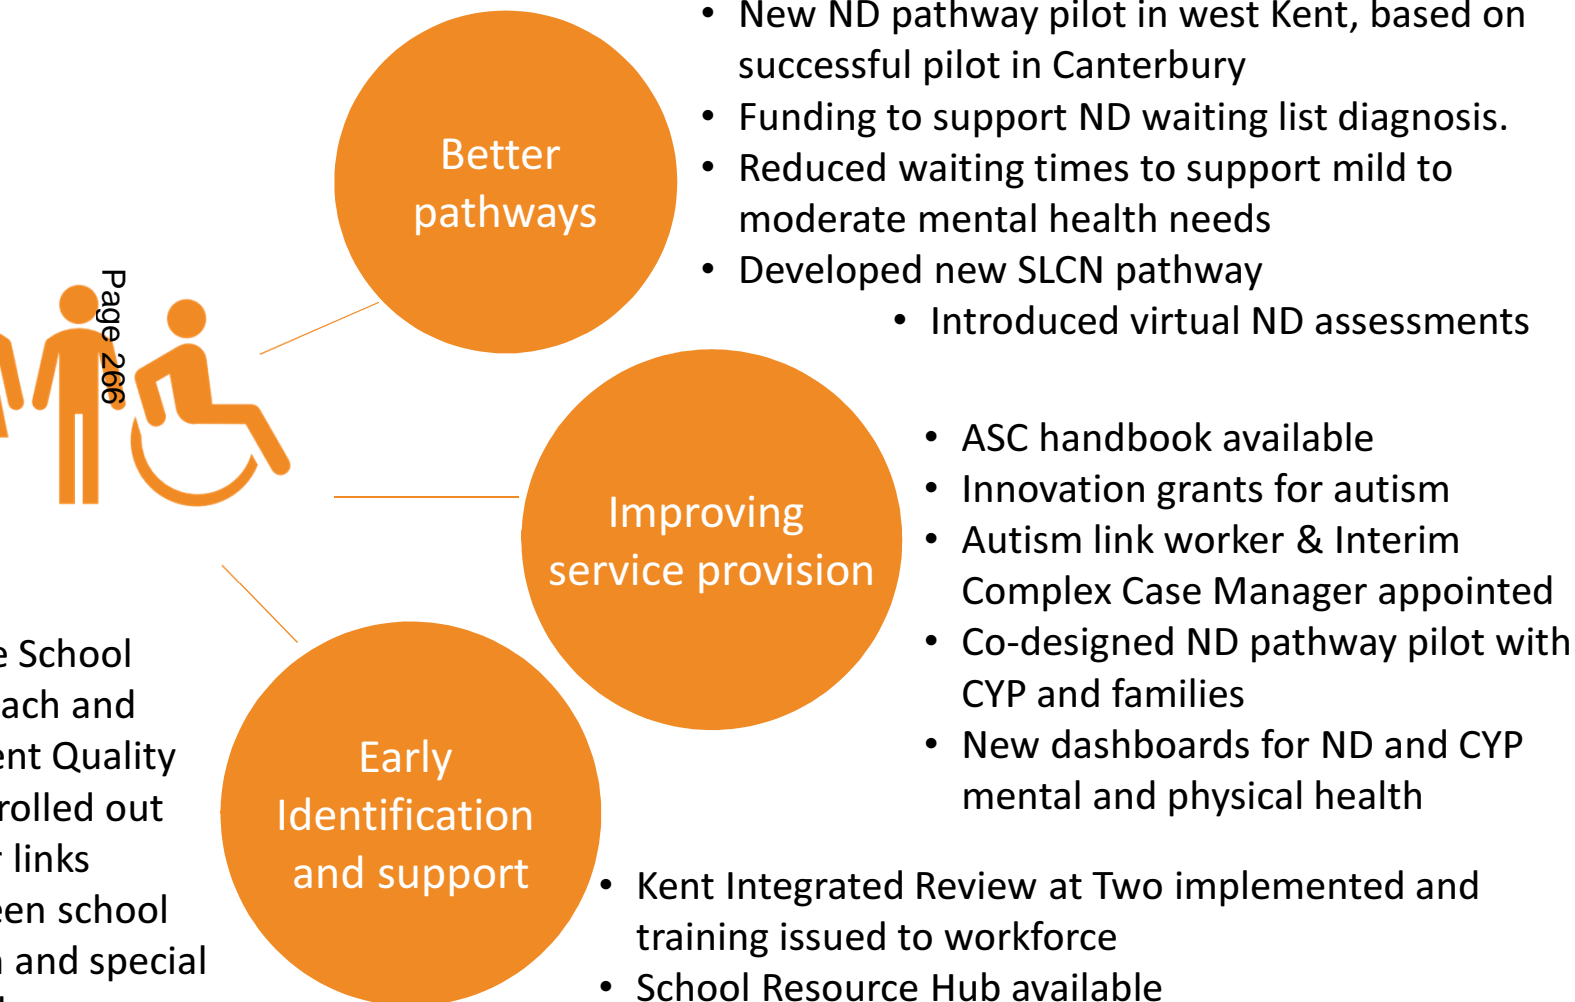 • New ND pathway pilot in west Kent, based on
successful pilot in Canterbury
• Funding to support ND waiting list diagnosis.
• Reduced waiting times to support mild to
moderate mental health needs
• Developed new SLCN pathway
• Introduced virtual ND assessments
Better
pathways
Page 266
• ASC handbook available
• Innovation grants for autism
• Autism link worker & Interim
Complex Case Manager appointed
• Co-designed ND pathway pilot with
CYP and families
• New dashboards for ND and CYP
mental and physical health
Improving
service provision
School
and
Quality
rolled out
links
school
and special
Early
Identification
and support
• Kent Integrated Review at Two implemented and
training issued to workforce
• School Resource Hub available